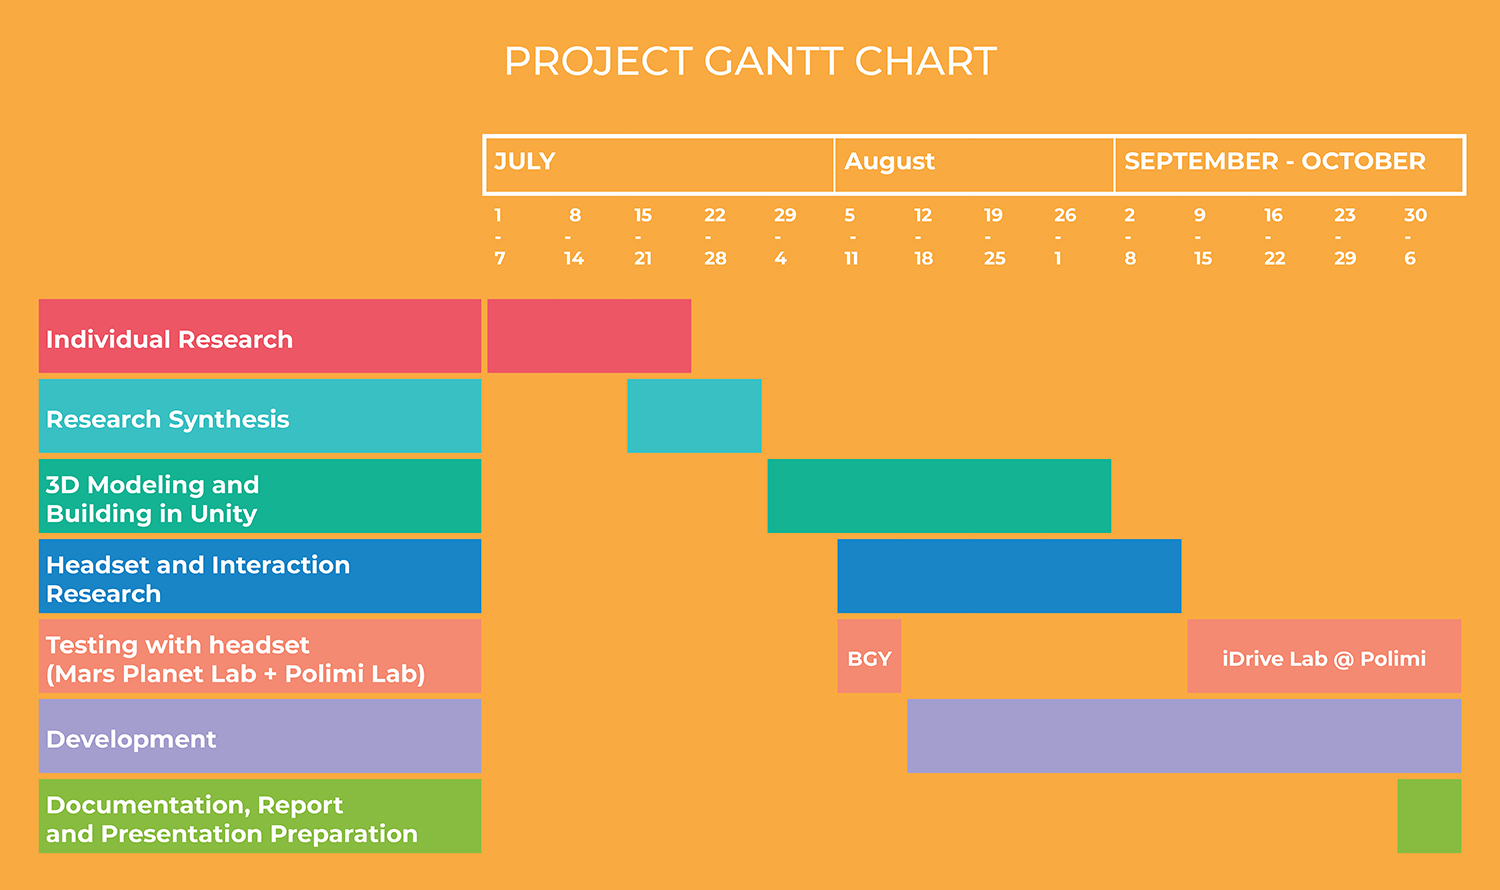 PROJECT GANTT CHART
JULY August SEPTEMBER - OCTOBER
1 8 15 22 29 5 12 19 26 2 9 16 23 30
- - - - - - - - - - - - - -
7 14 21 28 4 11 18 25 1 8 15 22 29 6
Individual Research
Research Synthesis
3D Modeling and
Building in Unity
Headset and Interaction
Research
Testing with headset
(Mars Planet Lab + Polimi Lab)
BGY iDrive Lab @ Polimi
Development
Documentation, Report
and Presentation Preparation